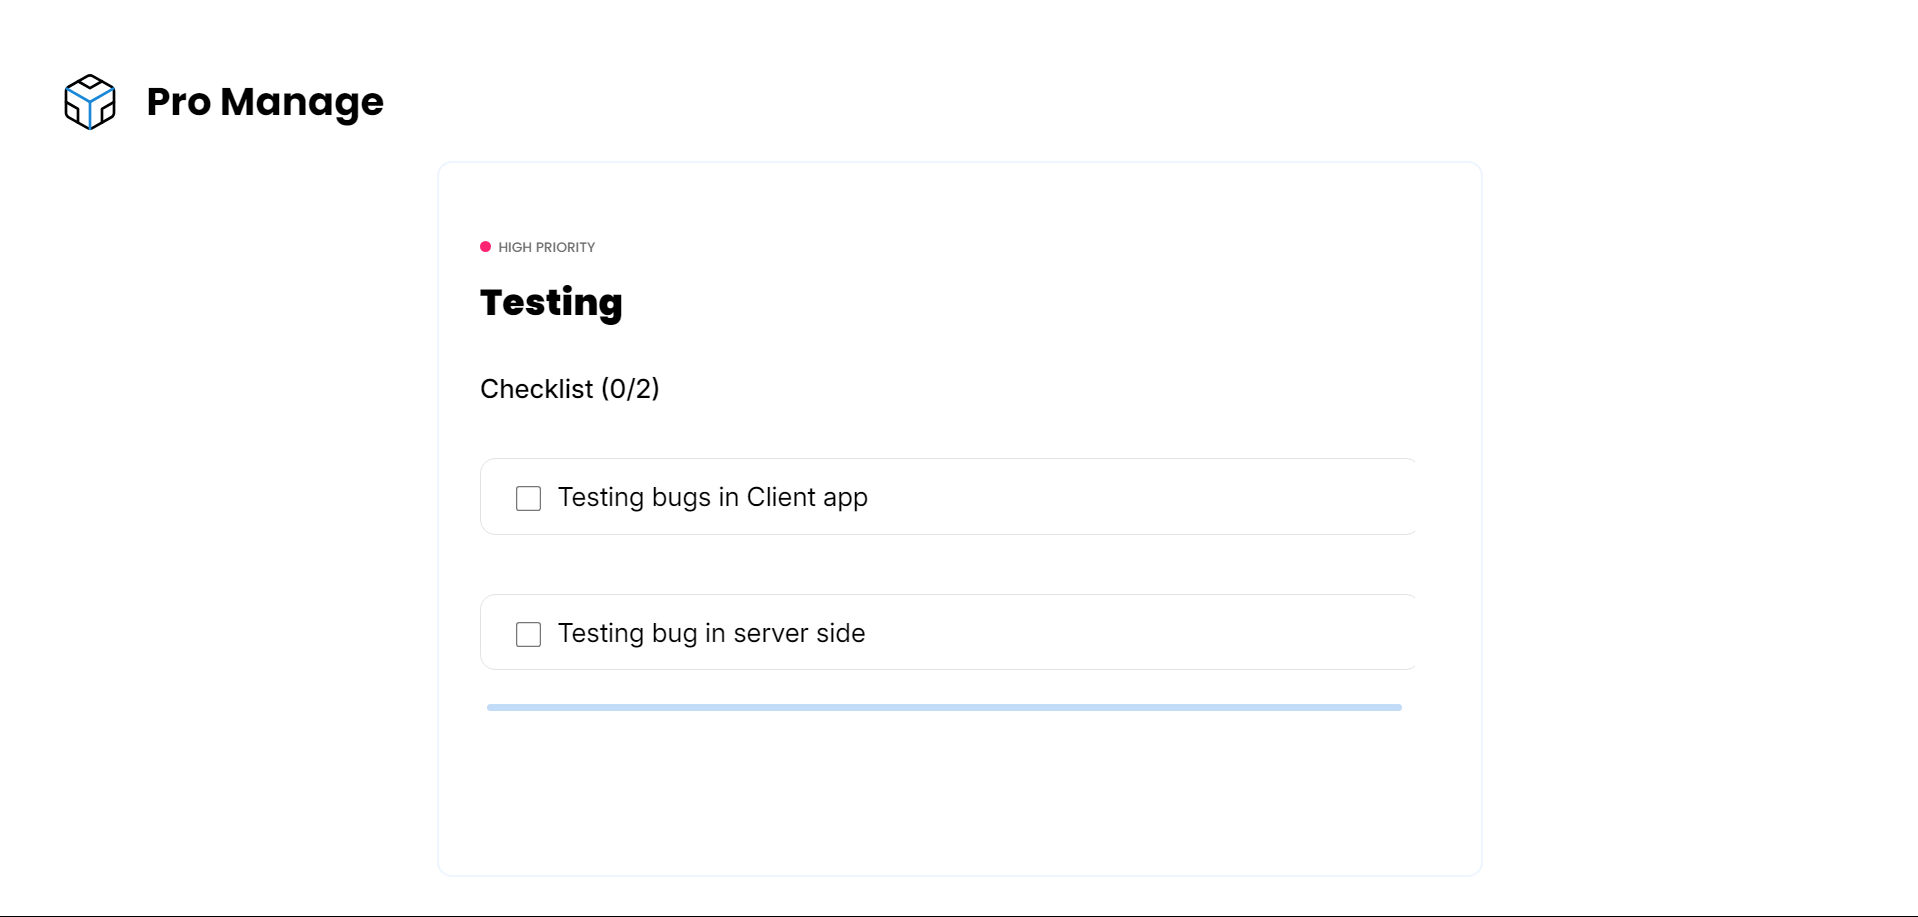 Pro Manage
HIGH PRIORITY
Testing
Checklist (0/2)
Testing bugs in Client app
Testing bug in server side